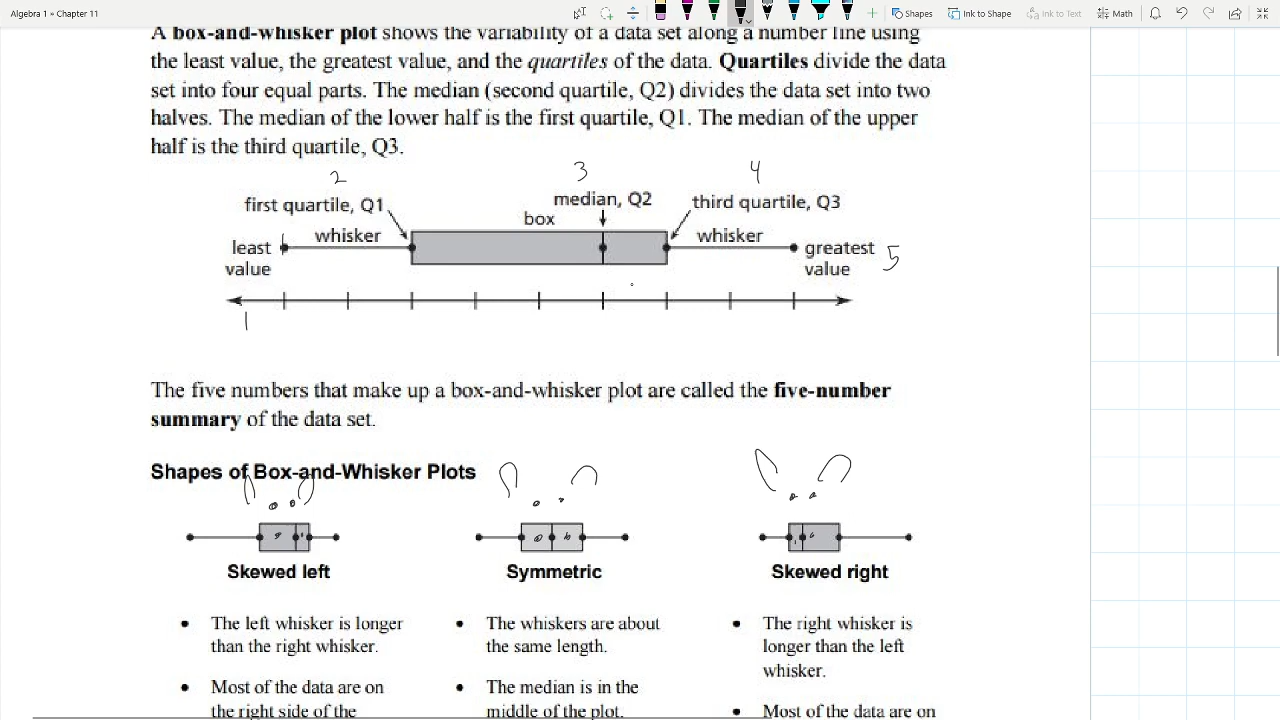 Algebra 1 » Chapter 11
Shapes Ink to Shape Ink to Text Math
A box-and-whisker plot shows the variability of a data set along a number line using
the least value, the greatest value, and the quartiles of the data. Quartiles divide the data
set into four equal parts. The median (second quartile, Q2) divides the data set into two
halves. The median of the lower half is the first quartile, Q1. The median of the upper
half is the third quartile, Q3.
2 3 4
first quartile, Q1 median, Q2 third quartile, Q3
box
whisker whisker
least greatest 5
value value
1
The five numbers that make up a box-and-whisker plot are called the five-number
summary of the data set.
Shapes of Box-and-Whisker Plots
Skewed left Symmetric Skewed right
• The left whisker is longer
than the right whisker.
• Most of the data are on
the right side of the
• The whiskers are about
the same length.
• The median is in the
middle of the plot.
• The right whisker is
longer than the left
whisker.
• Most of the data are on